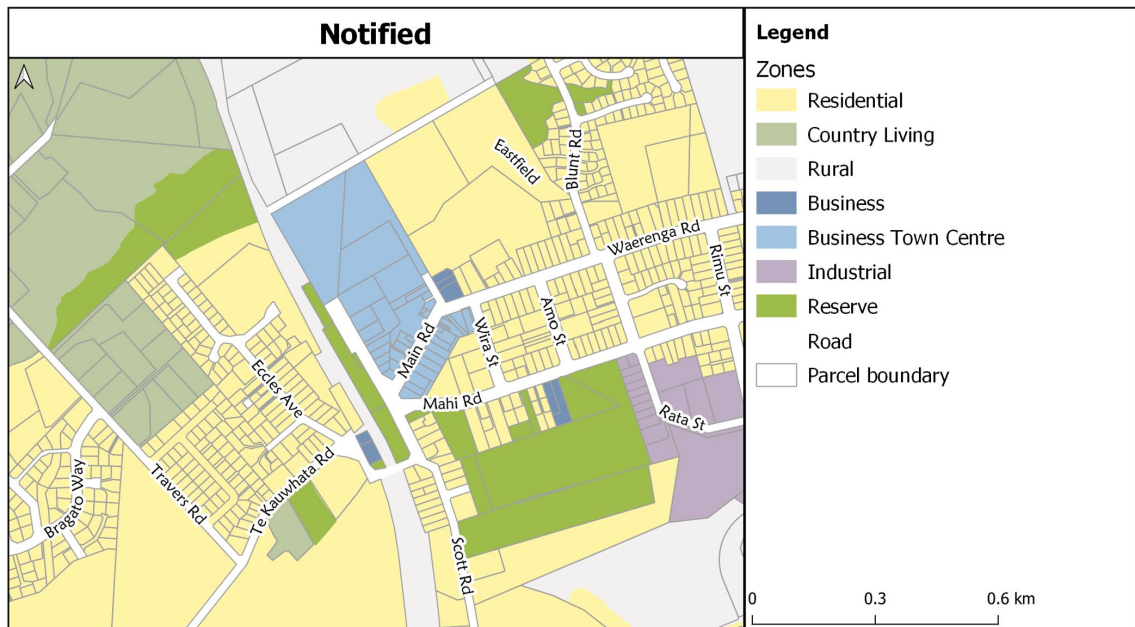 Notified
Legend
Zones
Residential
Country Living
Rural
Business
Business Town Centre
Industrial
Reserve
Road
Parcel boundary
Eastfield
Blunt Rd
Waerenga Rd
Rimu St
Arno St
Wira St
Main Rd
Mahi Rd
Rata St
Eccles Ave
Te Kauwhata Rd
Travers Rd
Bragato Way
Scott Rd
0 0.3 0.6 km